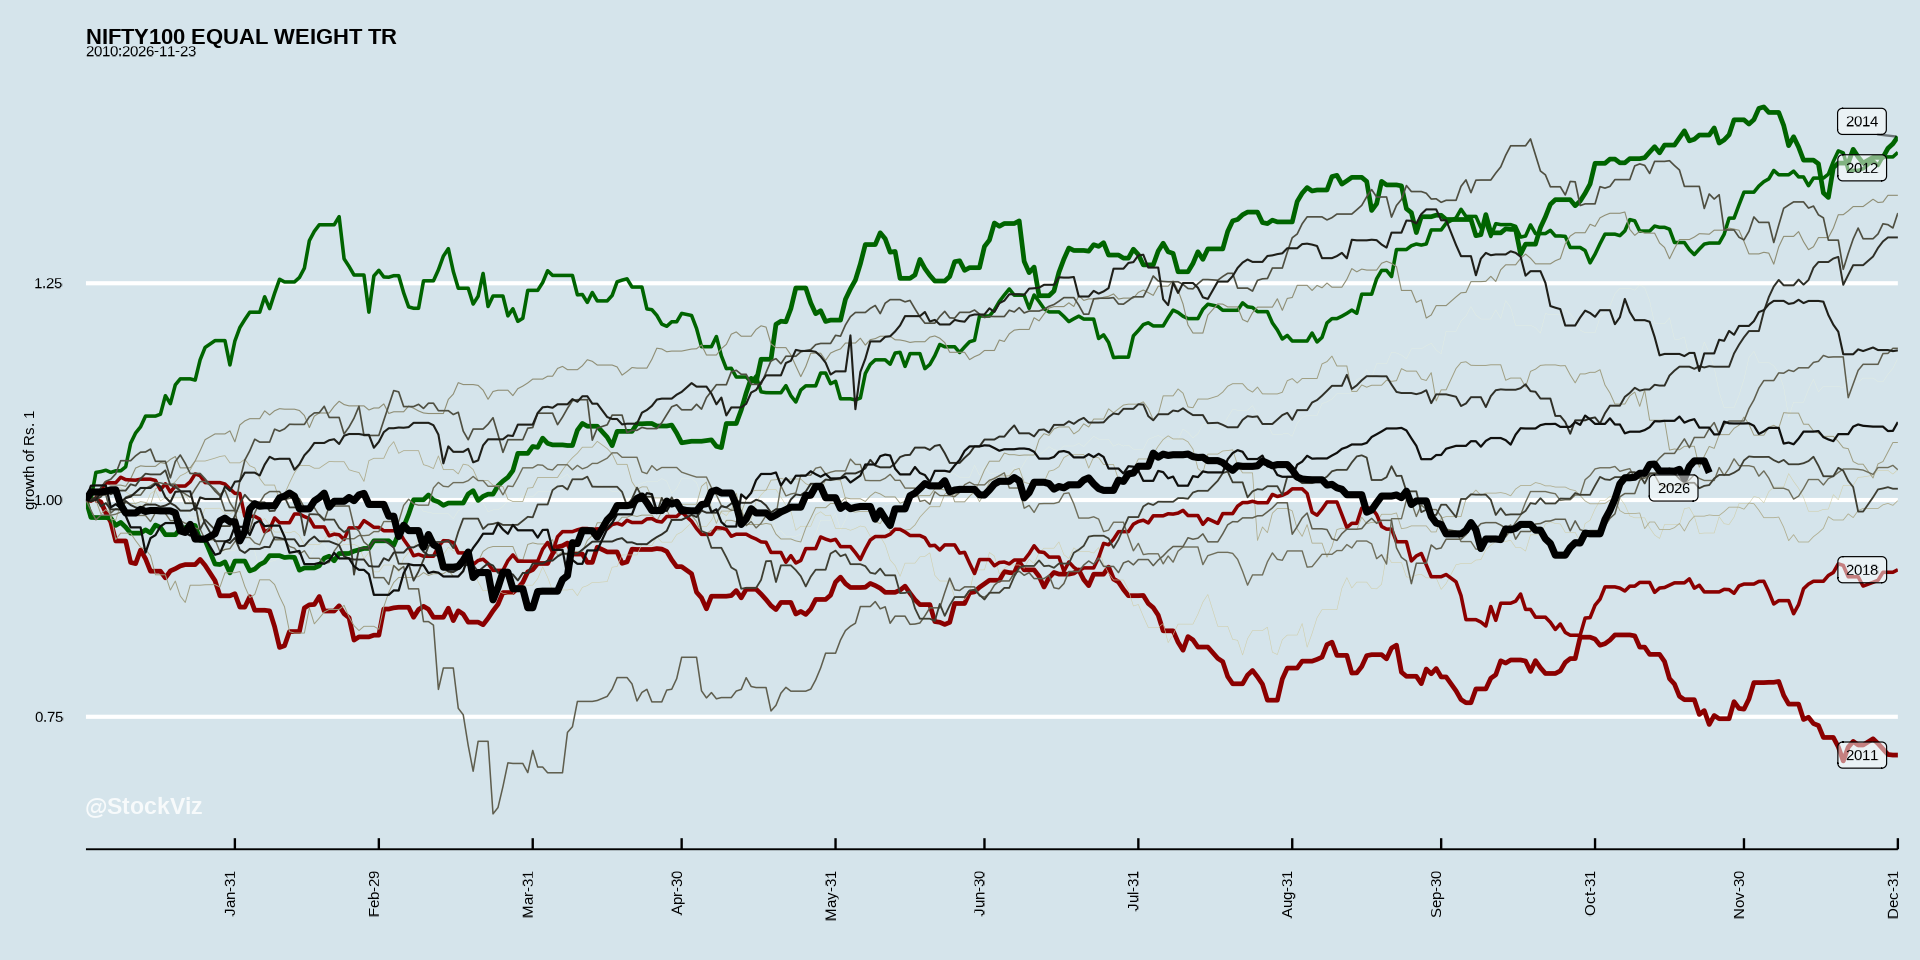 NIFTY100 EQUAL WEIGHT TR
2010:2026-11-23
growth of Rs. 1
1.25
1.00
0.75
2014
2012
2026
2018
2011
@StockViz
Jan-31
Feb-29
Mar-31
Apr-30
May-31
Jun-30
Jul-31
Aug-31
Sep-30
Oct-31
Nov-30
Dec-31